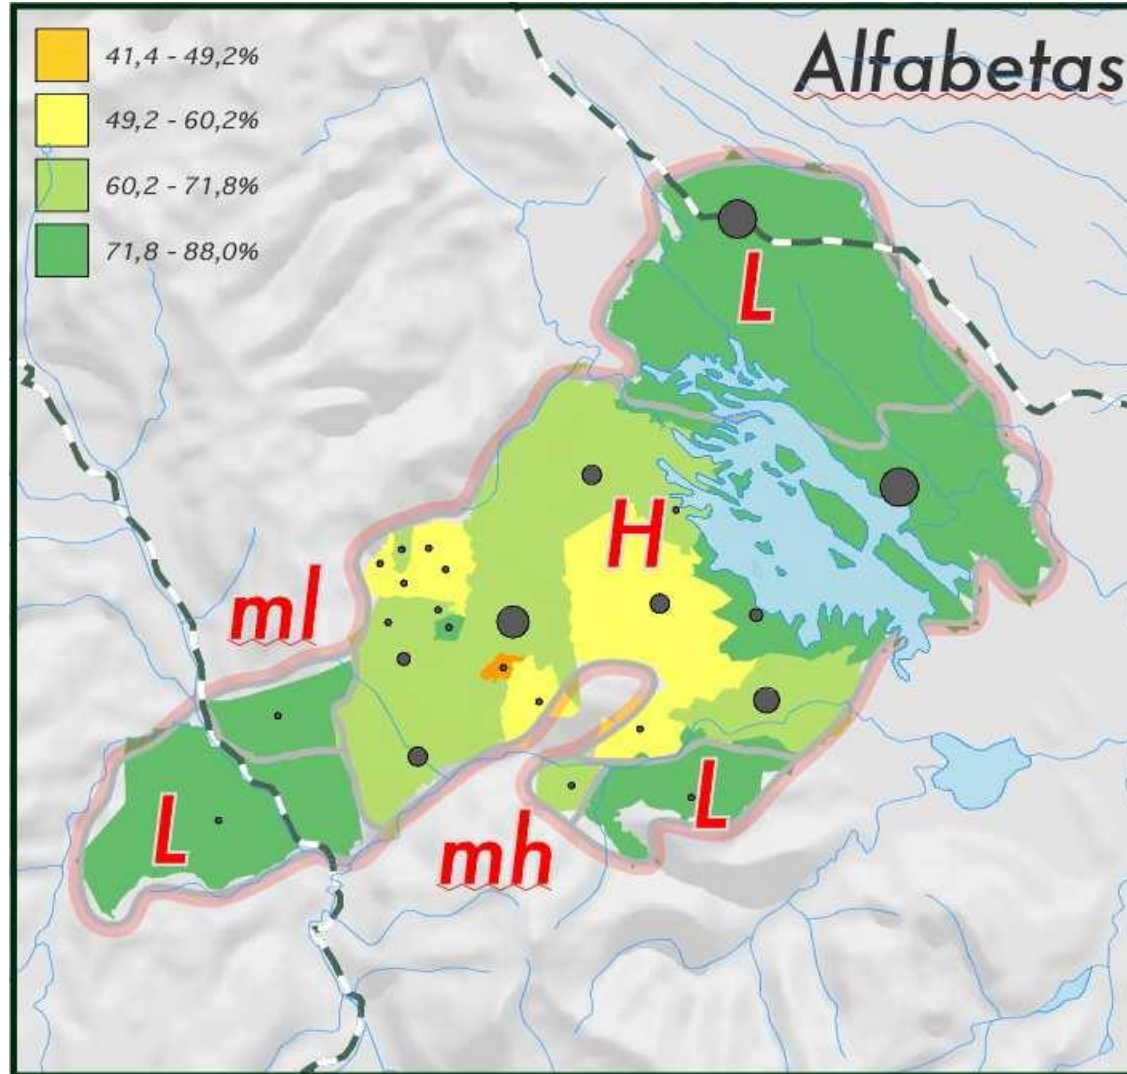 Alfabetas
41,4 - 49,2%
49,2 - 60,2%
60,2 - 71,8%
71,8 - 88,0%
L
H
ml
L
L
mh